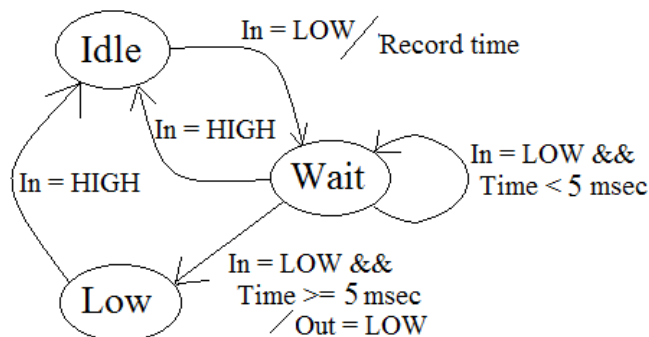 In = LOW / Record time
Idle
In = HIGH
In = HIGH
Wait
In = LOW &&
Time < 5 msec
In = LOW &&
Time >= 5 msec
/ Out = LOW
Low